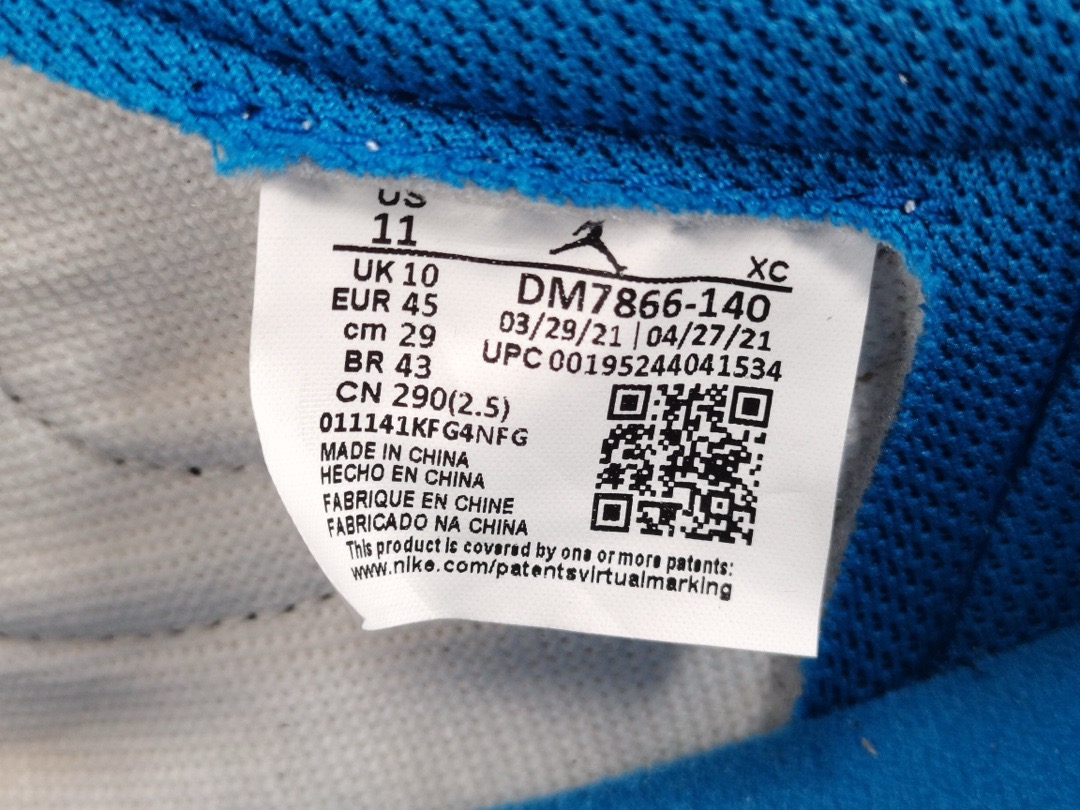 US
11
XC
UK 10
EUR 45
cm 29
BR 43
CN 290(2.5)
DM7866-140
03/29/21 | 04/27/21
UPC 00195244041534
011141KFG4NFG
MADE IN CHINA
HECHO EN CHINA
FABRIQUE EN CHINE
FABRICADO NA CHINA
This product is covered by one or more patents:
www.nike.com/patentsvirtualmarking